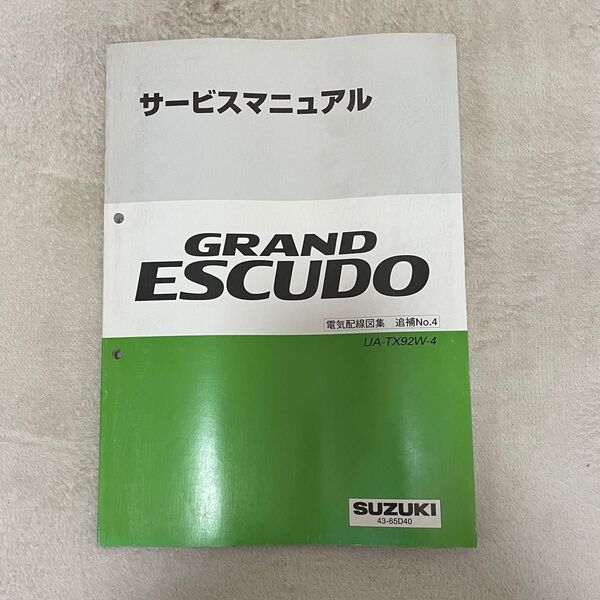 サービスマニュアル
GRAND
ESCUDO
電気配線図集 追補No.4
UA-TX92W-4
SUZUKI
43-65D40